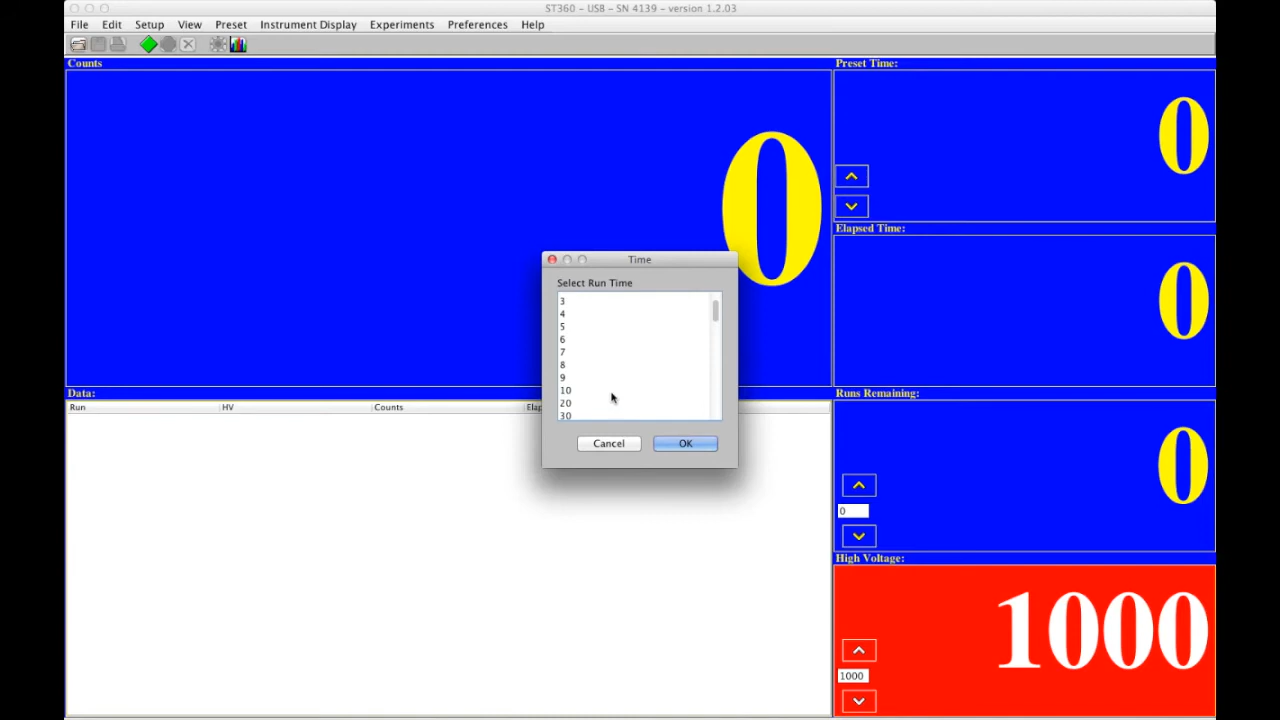 ST360 - USB - SN 4139 - version 1.2.03
File Edit Setup View Preset Instrument Display Experiments Preferences Help
Counts
0
Preset Time:
0
Elapsed Time:
0
Time
Select Run Time
3
4
5
6
7
8
9
10
20
30
Cancel OK
Data:
Run HV Counts
Runs Remaining:
0
0
High Voltage:
1000
1000